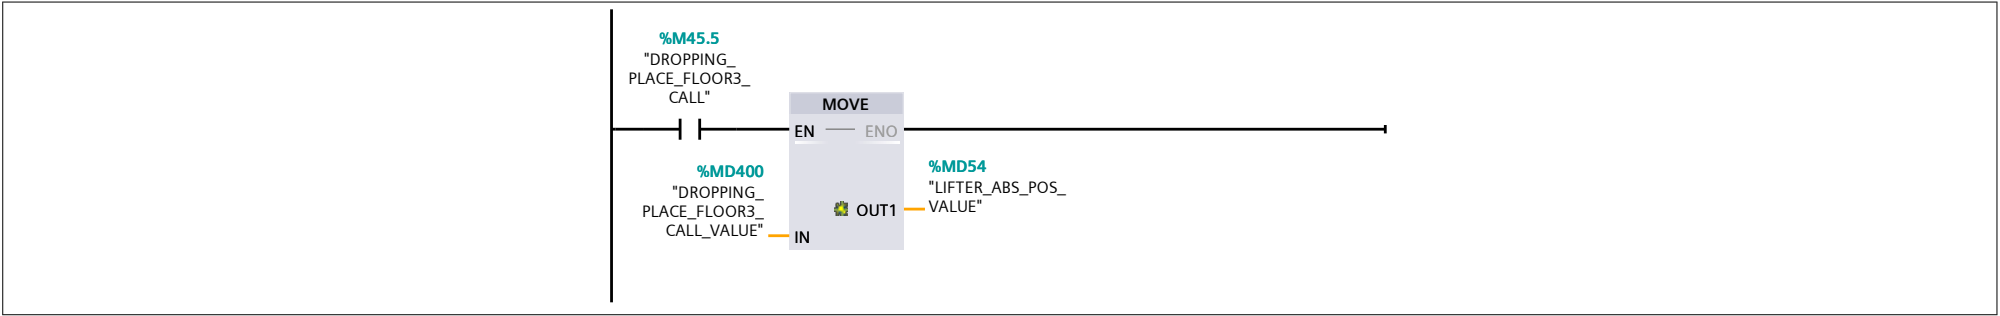 %M45.5
"DROPPING_
PLACE_FLOOR3_
CALL"
MOVE
EN
ENO
%MD400
"DROPPING_
PLACE_FLOOR3_
CALL_VALUE"
IN
OUT1
%MD54
"LIFTER_ABS_POS_
VALUE"